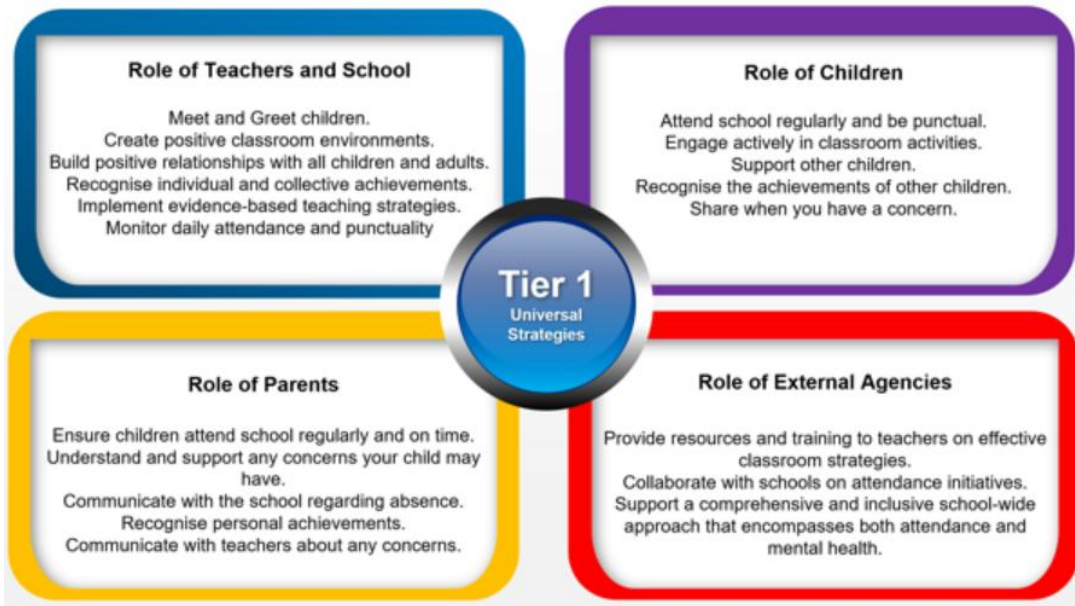 Role of Teachers and School
Meet and Greet children.
Create positive classroom environments.
Build positive relationships with all children and adults.
Recognise individual and collective achievements.
Implement evidence-based teaching strategies.
Monitor daily attendance and punctuality
Role of Children
Attend school regularly and be punctual.
Engage actively in classroom activities.
Support other children.
Recognise the achievements of other children.
Share when you have a concern.
Tier 1
Universal
Strategies
Role of Parents
Ensure children attend school regularly and on time.
Understand and support any concerns your child may
have.
Communicate with the school regarding absence.
Recognise personal achievements.
Communicate with teachers about any concerns.
Role of External Agencies
Provide resources and training to teachers on effective
classroom strategies.
Collaborate with schools on attendance initiatives.
Support a comprehensive and inclusive school-wide
approach that encompasses both attendance and
mental health.